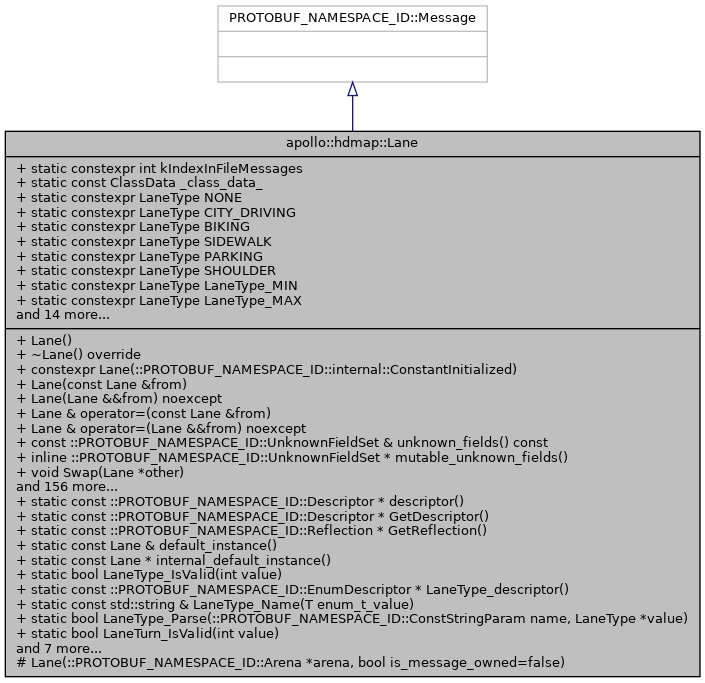 PROTOBUF_NAMESPACE_ID::Message
apollo::hdmap::Lane
+ static constexpr int kIndexInFileMessages
+ static const ClassData _class_data_
+ static constexpr LaneType NONE
+ static constexpr LaneType CITY_DRIVING
+ static constexpr LaneType BIKING
+ static constexpr LaneType SIDEWALK
+ static constexpr LaneType PARKING
+ static constexpr LaneType SHOULDER
+ static constexpr LaneType LaneType_MIN
+ static constexpr LaneType LaneType_MAX
and 14 more...
+ Lane()
+ ~Lane() override
+ constexpr Lane(::PROTOBUF_NAMESPACE_ID::internal::ConstantInitialized)
+ Lane(const Lane &from)
+ Lane(Lane &&from) noexcept
+ Lane & operator=(const Lane &from)
+ Lane & operator=(Lane &&from) noexcept
+ const ::PROTOBUF_NAMESPACE_ID::UnknownFieldSet & unknown_fields() const
+ inline ::PROTOBUF_NAMESPACE_ID::UnknownFieldSet * mutable_unknown_fields()
+ void Swap(Lane *other)
and 156 more...
+ static const ::PROTOBUF_NAMESPACE_ID::Descriptor * descriptor()
+ static const ::PROTOBUF_NAMESPACE_ID::Descriptor * GetDescriptor()
+ static const ::PROTOBUF_NAMESPACE_ID::Reflection * GetReflection()
+ static const Lane & default_instance()
+ static const Lane * internal_default_instance()
+ static bool LaneType_IsValid(int value)
+ static const ::PROTOBUF_NAMESPACE_ID::EnumDescriptor * LaneType_descriptor()
+ static const std::string & LaneType_Name(T enum_t_value)
+ static bool LaneType_Parse(::PROTOBUF_NAMESPACE_ID::ConstStringParam name, LaneType *value)
+ static bool LaneTurn_IsValid(int value)
and 7 more...
# Lane(::PROTOBUF_NAMESPACE_ID::Arena *arena, bool is_message_owned=false)